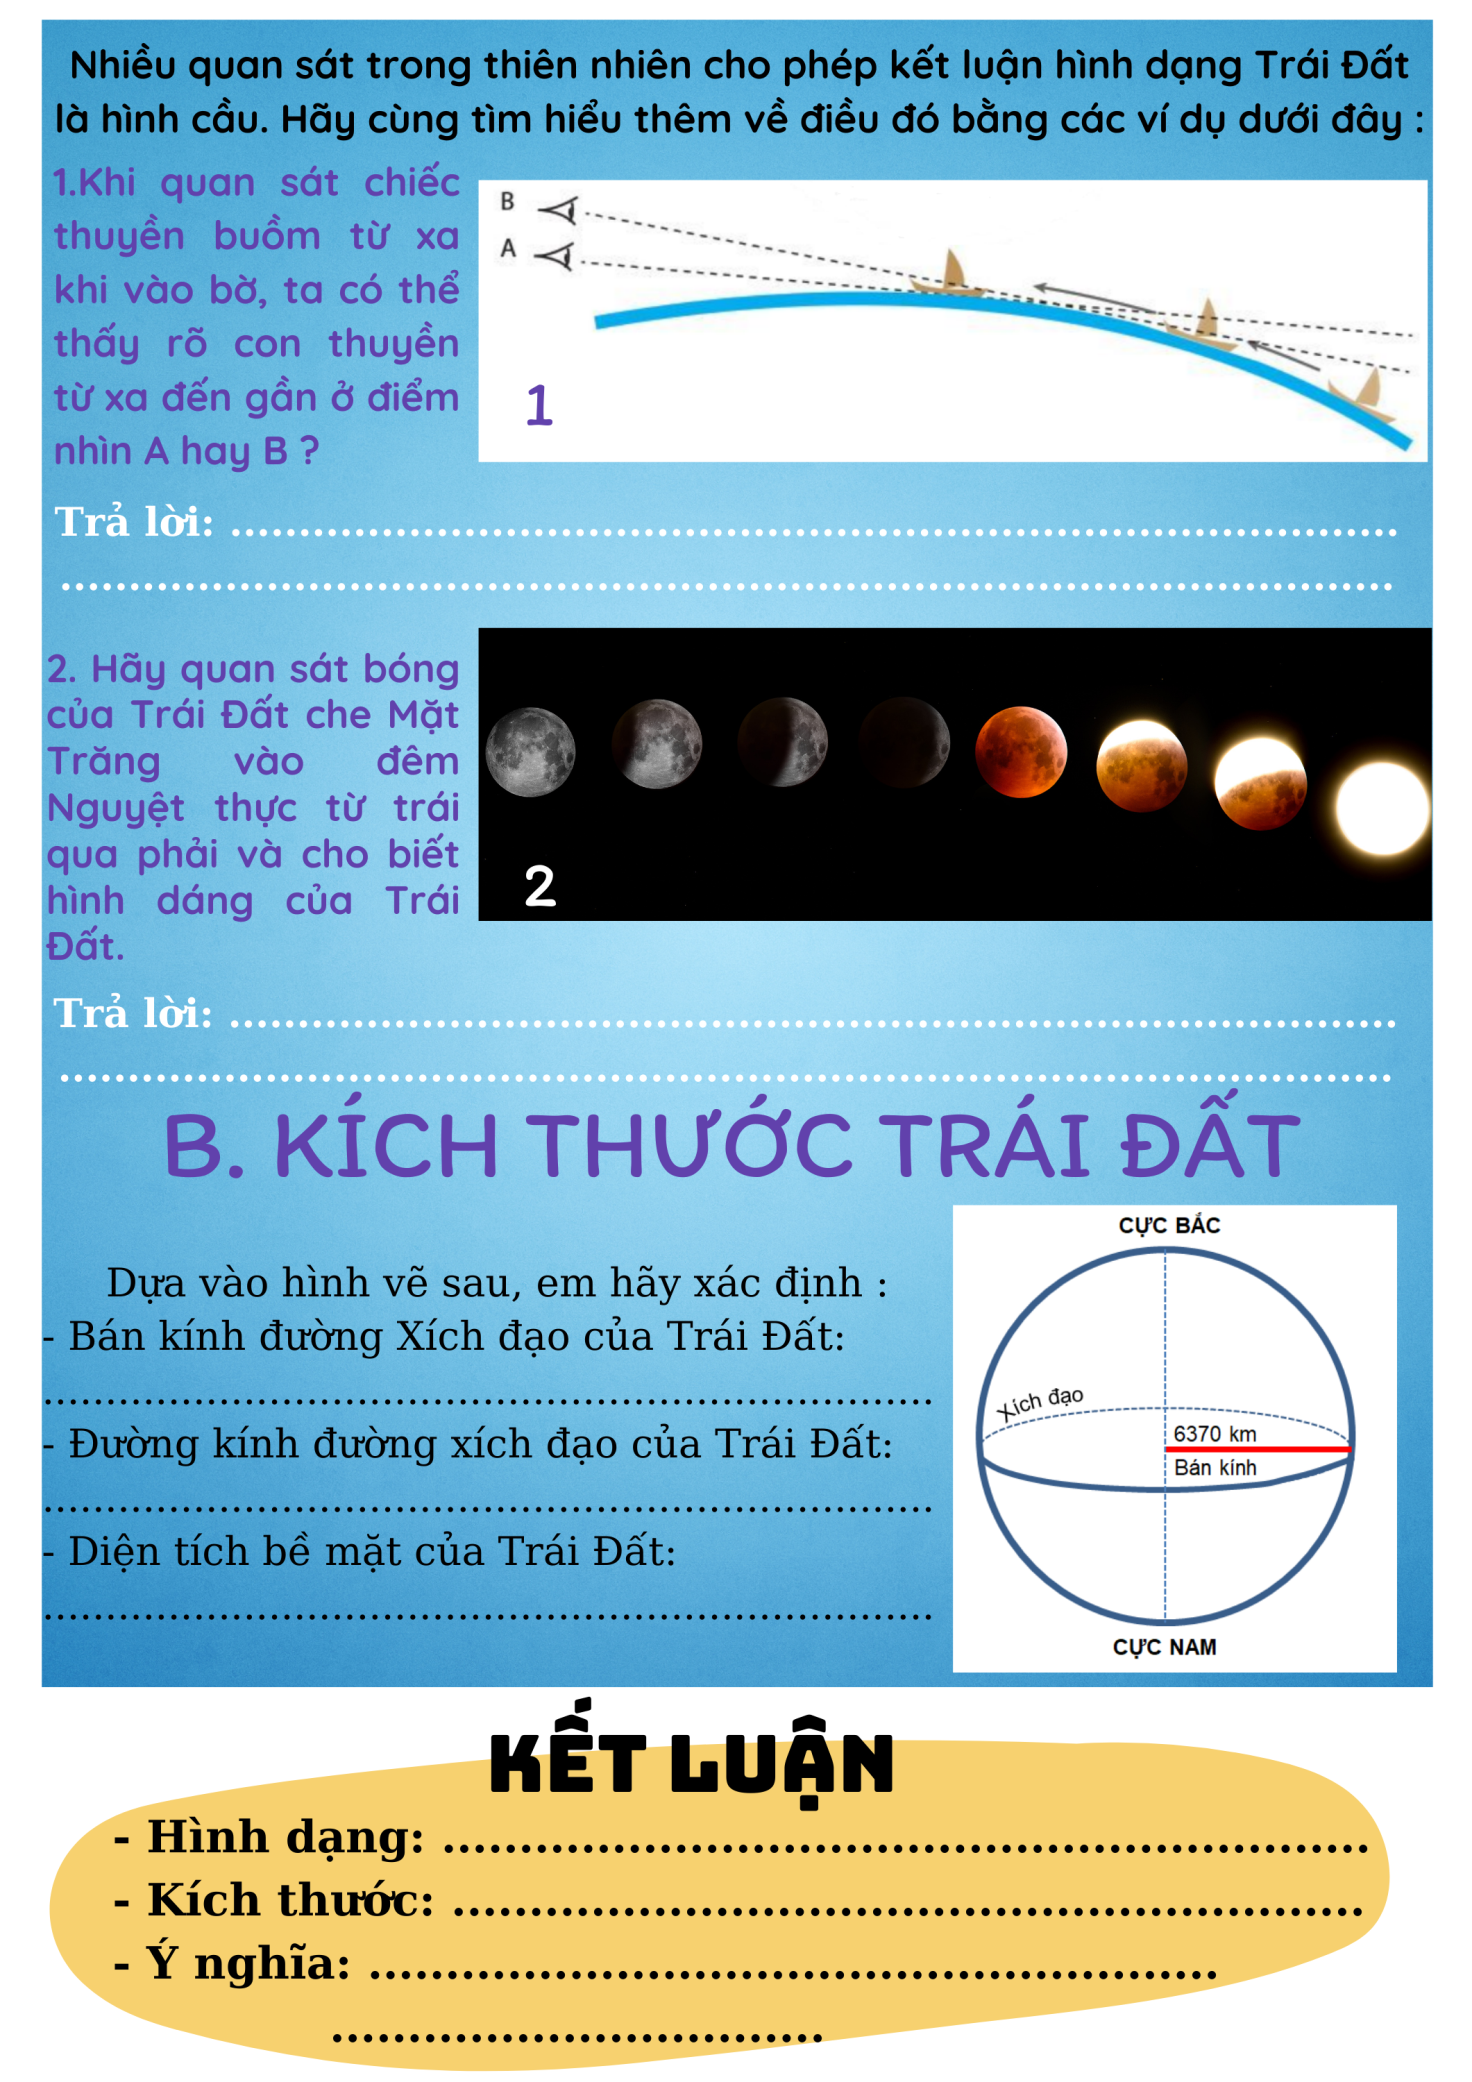 Nhiều quan sát trong thiên nhiên cho phép kết luận hình dạng Trái Đất
là hình cầu. Hãy cùng tìm hiểu thêm về điều đó bằng các ví dụ dưới đây :
1.Khi quan sát chiếc
thuyền buồm từ xa
khi vào bờ, ta có thể
thấy rõ con thuyền
từ xa đến gần ở điểm
nhìn A hay B ?
B
A
1
Trả lời: ......................................................................................
..................................................................................................
2. Hãy quan sát bóng
của Trái Đất che Mặt
Trăng vào đêm
Nguyệt thực từ trái
qua phải và cho biết
hình dáng của Trái
Đất.
2
Trả lời: ......................................................................................
..................................................................................................
B. KÍCH THƯỚC TRÁI ĐẤT
Dựa vào hình vẽ sau, em hãy xác định :
- Bán kính đường Xích đạo của Trái Đất:
......................................................................
- Đường kính đường xích đạo của Trái Đất:
......................................................................
- Diện tích bề mặt của Trái Đất:
......................................................................
CỰC BẮC
Xích đạo
6370 km
Bán kính
CỰC NAM
KẾT LUẬN
- Hình dạng: ............................................................
- Kích thước: ...........................................................
- Ý nghĩa: .......................................................
................................